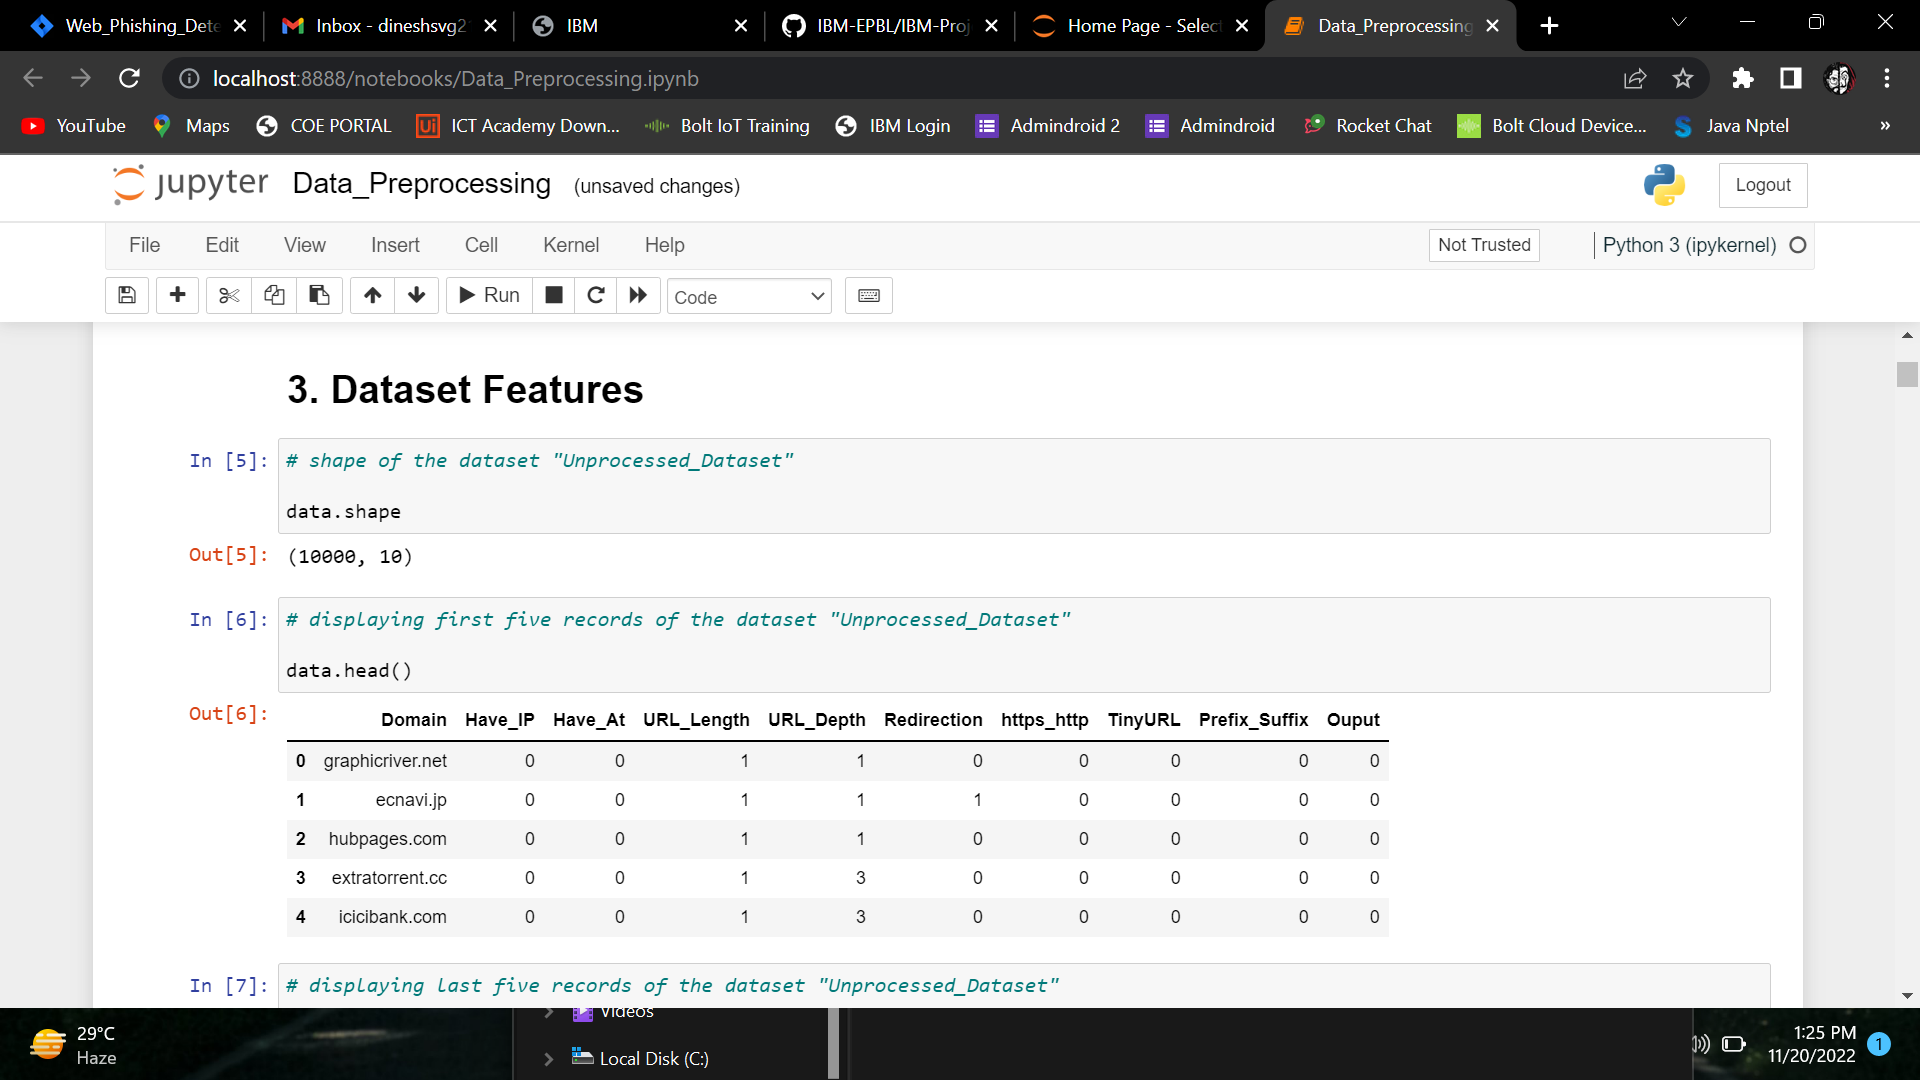 Web_Phishing_Dete
Inbox - dineshsvg2
IBM
IBM-EPBL/IBM-Proj
Home Page - Select
Data_Preprocessing
localhost:8888/notebooks/Data_Preprocessing.ipynb
YouTube Maps COE PORTAL Ui ICT Academy Down... Bolt IoT Training IBM Login Admindroid 2 Admindroid Rocket Chat Bolt Cloud Device... S Java Nptel »
jupyter Data_Preprocessing (unsaved changes) Logout
File Edit View Insert Cell Kernel Help Not Trusted Python 3 (ipykernel)
Run Code
3. Dataset Features
In [5]: # shape of the dataset "Unprocessed_Dataset"
data.shape
Out[5]: (10000, 10)
In [6]: # displaying first five records of the dataset "Unprocessed_Dataset"
data.head()
Out[6]:
Domain Have_IP Have_At URL_Length URL_Depth Redirection https_http TinyURL Prefix_Suffix Ouput
0 graphicriver.net 0 0 1 1 0 0 0 0 0
1 ecnavi.jp 0 0 1 1 1 0 0 0 0
2 hubpages.com 0 0 1 1 0 0 0 0 0
3 extratorrent.cc 0 0 1 3 0 0 0 0 0
4 icicibank.com 0 0 1 3 0 0 0 0 0
In [7]: # displaying last five records of the dataset "Unprocessed_Dataset"
Videos
Local Disk (C:)
29°C
Haze
1:25 PM
11/20/2022
1